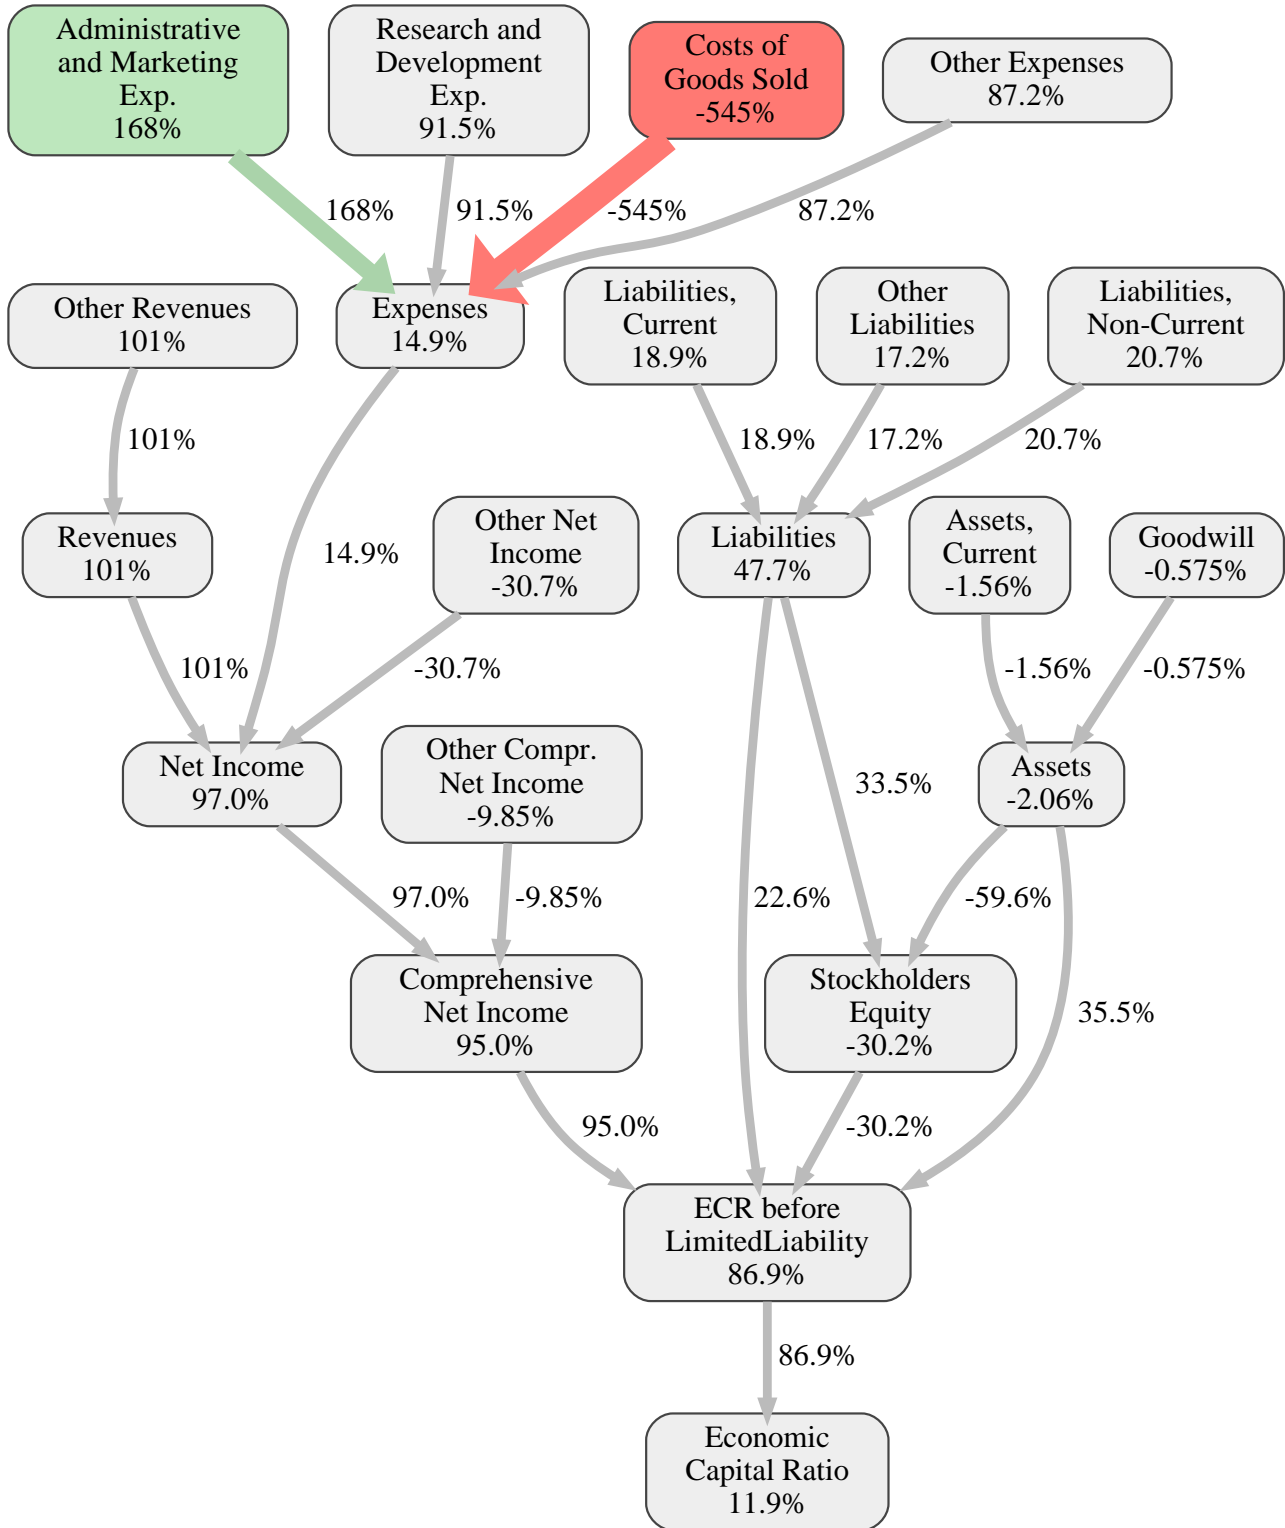 Administrative
and Marketing
Exp.
168%
Research and
Development
Exp.
91.5%
Costs of
Goods Sold
-545%
Other Expenses
87.2%
168%
91.5%
-545%
87.2%
Other Revenues
101%
Expenses
14.9%
Liabilities,
Current
18.9%
Other
Liabilities
17.2%
Liabilities,
Non-Current
20.7%
101%
18.9%
17.2%
20.7%
Revenues
101%
14.9%
Other Net
Income
-30.7%
Liabilities
47.7%
Assets,
Current
-1.56%
Goodwill
-0.575%
101%
-30.7%
-1.56%
-0.575%
Net Income
97.0%
Other Compr.
Net Income
-9.85%
33.5%
Assets
-2.06%
97.0%
-9.85%
22.6%
-59.6%
35.5%
Comprehensive
Net Income
95.0%
Stockholders
Equity
-30.2%
95.0%
-30.2%
ECR before
LimitedLiability
86.9%
86.9%
Economic
Capital Ratio
11.9%